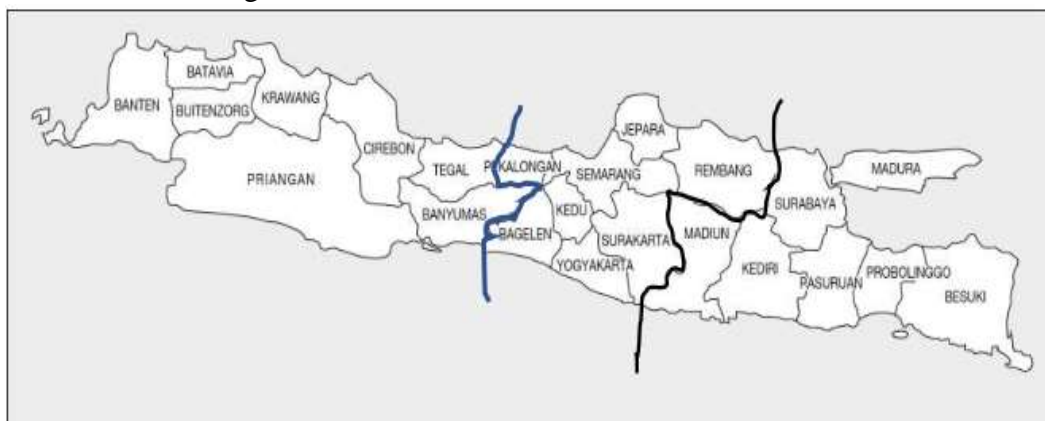 BATAVIA
BANTEN
BUITENZORG
KRAWANG
CIREBON
PRIANGAN
TEGAL
PEKALONGAN
BANYUMAS
BAGELEN
KEDU
SEMARANG
JEPARA
REMBANG
SURAKARTA
YOGYAKARTA
MADIUN
KEDIRI
SURABAYA
MADURA
PASURUAN
PROBOLINGGO
BESUKI